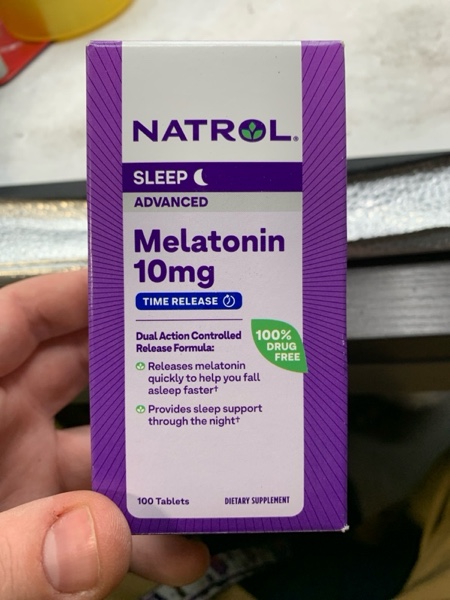 NATROL®
SLEEP
ADVANCED
Melatonin
10mg
TIME RELEASE
Dual Action Controlled
Release Formula:
100%
DRUG
FREE
Releases melatonin
quickly to help you fall
asleep faster†
Provides sleep support
through the night†
100 Tablets
DIETARY SUPPLEMENT